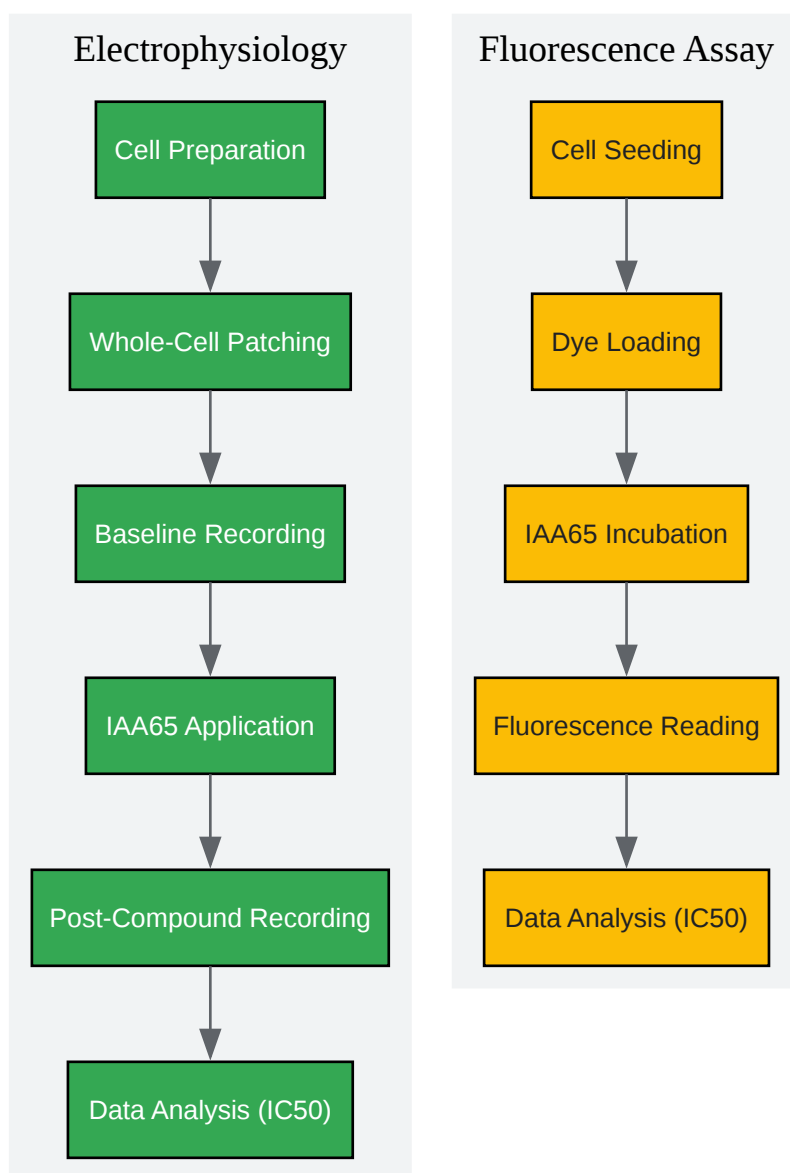 Electrophysiology
Cell Preparation
Whole-Cell Patching
Baseline Recording
IAA65 Application
Post-Compound Recording
Data Analysis (IC50)
Fluorescence Assay
Cell Seeding
Dye Loading
IAA65 Incubation
Fluorescence Reading
Data Analysis (IC50)